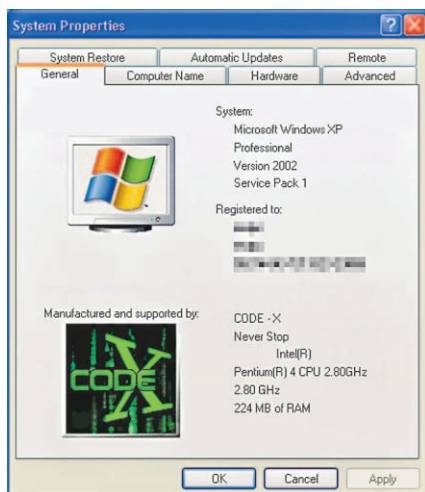 System Properties
System Restore
Automatic Updates
Remote
General
Computer Name
Hardware
Advanced
System:
Microsoft Windows XP
Professional
Version 2002
Service Pack 1
Registered to:
Manufactured and supported by:
CODE
X
CODE -X
Never Stop
Intel(R)
Pentium(R) 4 CPU 2.80GHz
2.80 GHz
224 MB of RAM
OK
Cancel
Apply